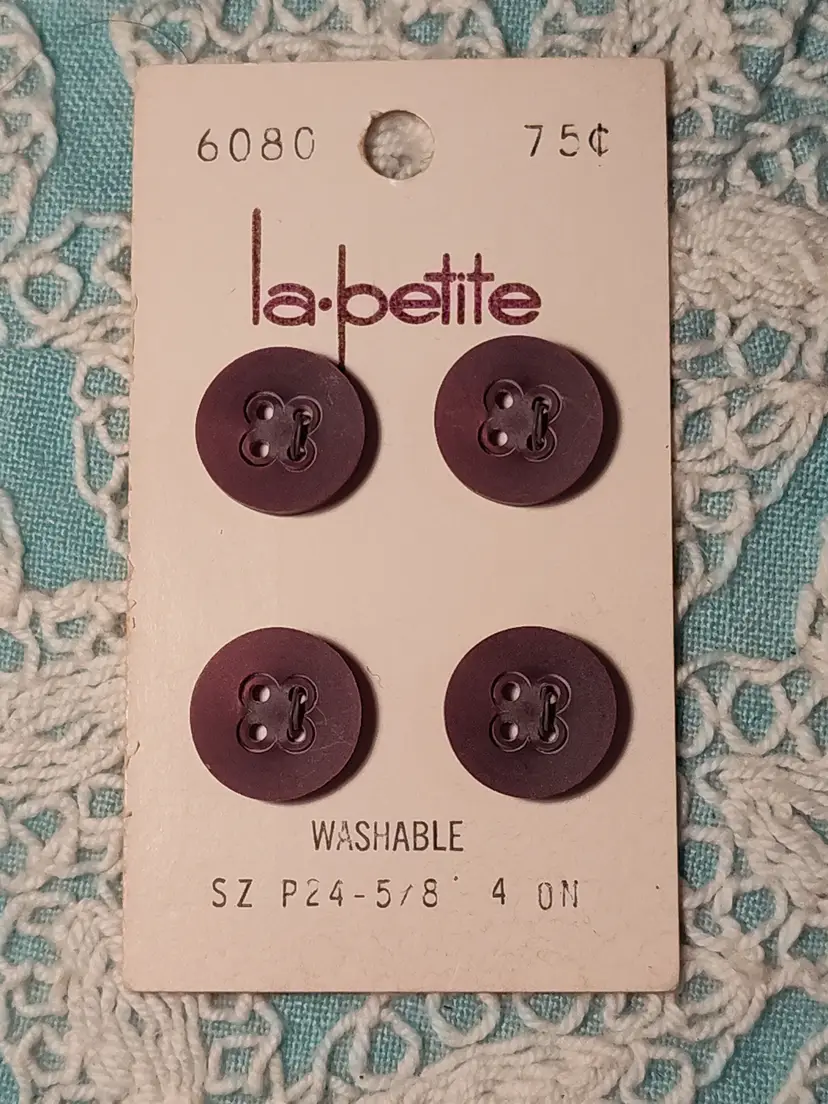 6080 75¢
la·petite
WASHABLE
SZ P24-5/8" 4 ON